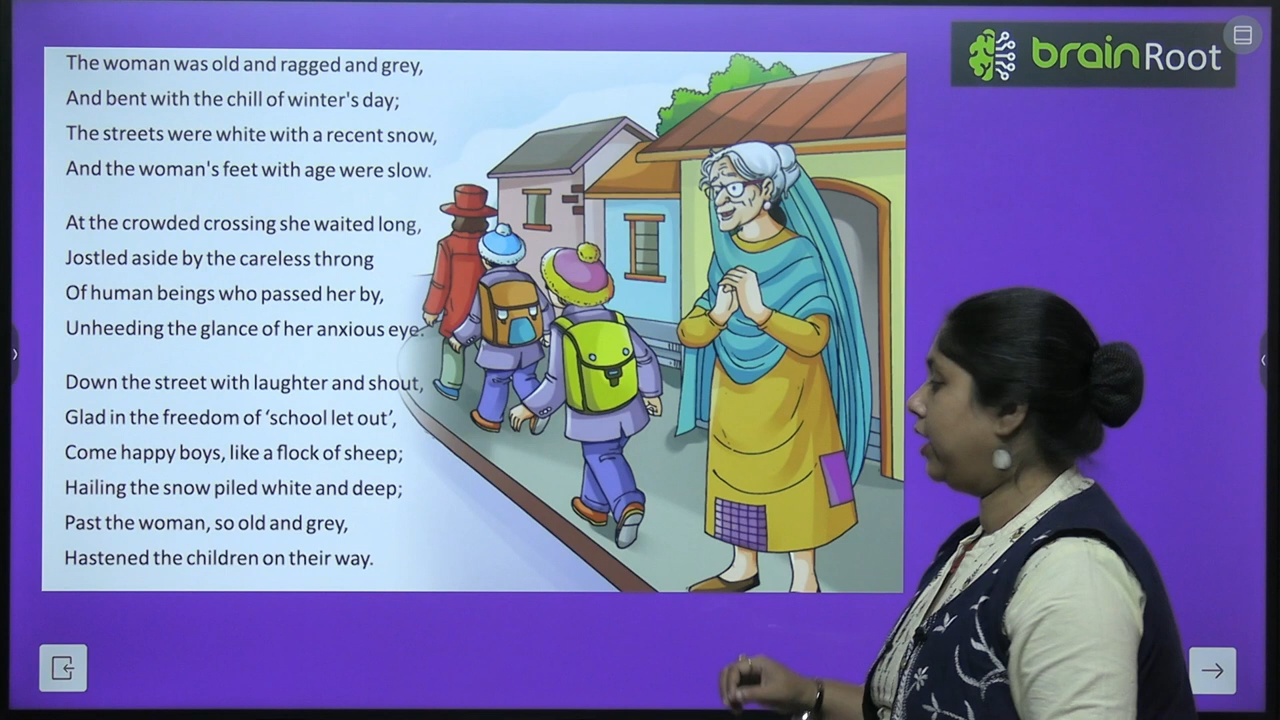 The woman was old and ragged and grey,
And bent with the chill of winter's day;
The streets were white with a recent snow,
And the woman's feet with age were slow.
At the crowded crossing she waited long,
Jostled aside by the careless throng
Of human beings who passed her by,
Unheeding the glance of her anxious eye.
Down the street with laughter and shout,
Glad in the freedom of ‘school let out’,
Come happy boys, like a flock of sheep;
Hailing the snow piled white and deep;
Past the woman, so old and grey,
Hastened the children on their way.
brainRoot